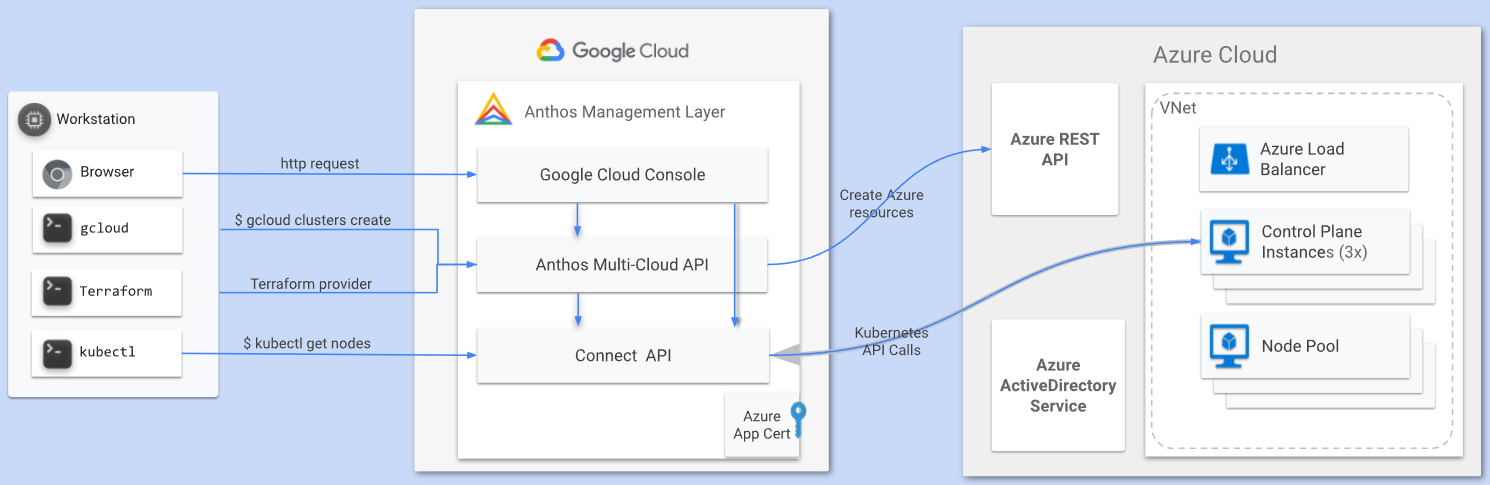 Workstation
Browser
gcloud
Terraform
kubectl
http request
$ gcloud clusters create
Terraform provider
$ kubectl get nodes
Google Cloud
Anthos Management Layer
Google Cloud Console
Anthos Multi-Cloud API
Connect API
Azure
App Cert
Create Azure
resources
Kubernetes
API Calls
Azure Cloud
Azure REST
API
Azure
ActiveDirectory
Service
VNet
Azure Load
Balancer
Control Plane
Instances (3x)
Node Pool